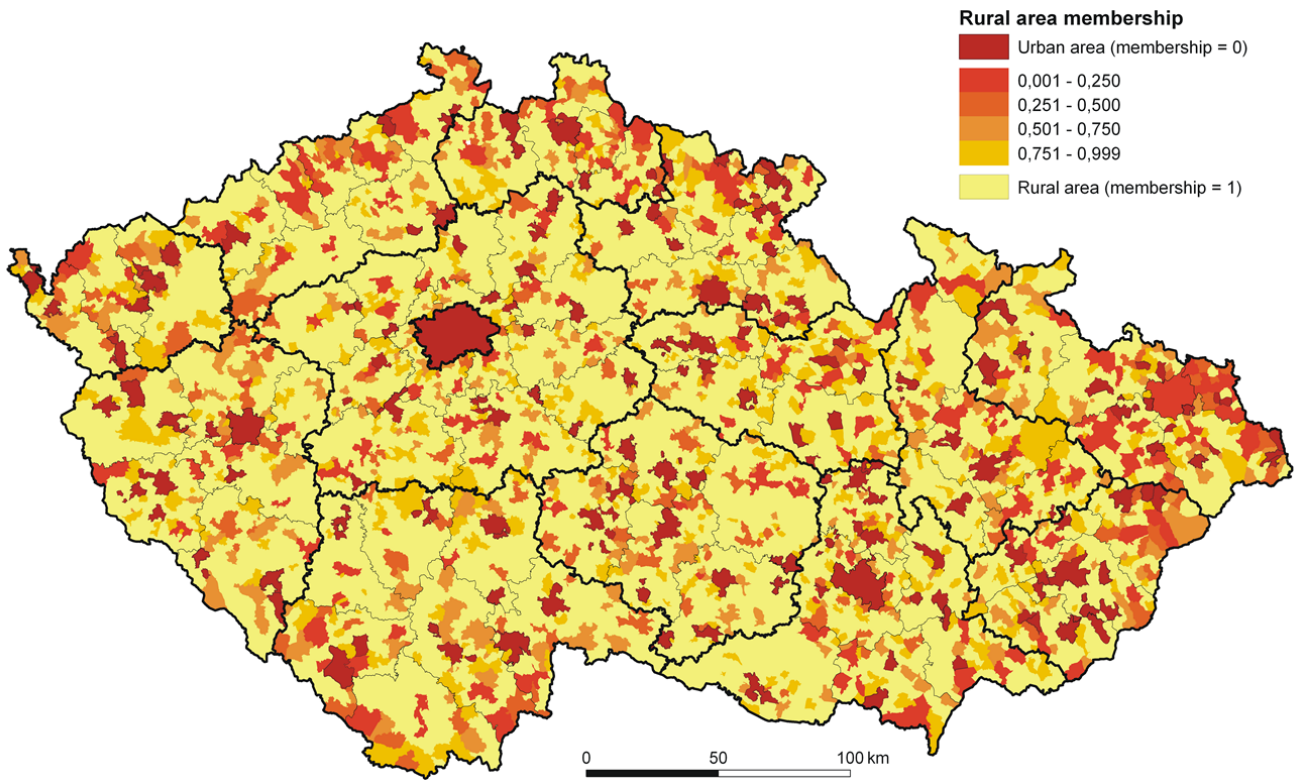 Rural area membership
Urban area (membership = 0)
0,001 - 0,250
0,251 - 0,500
0,501 - 0,750
0,751 - 0,999
Rural area (membership = 1)
0 50 100 km